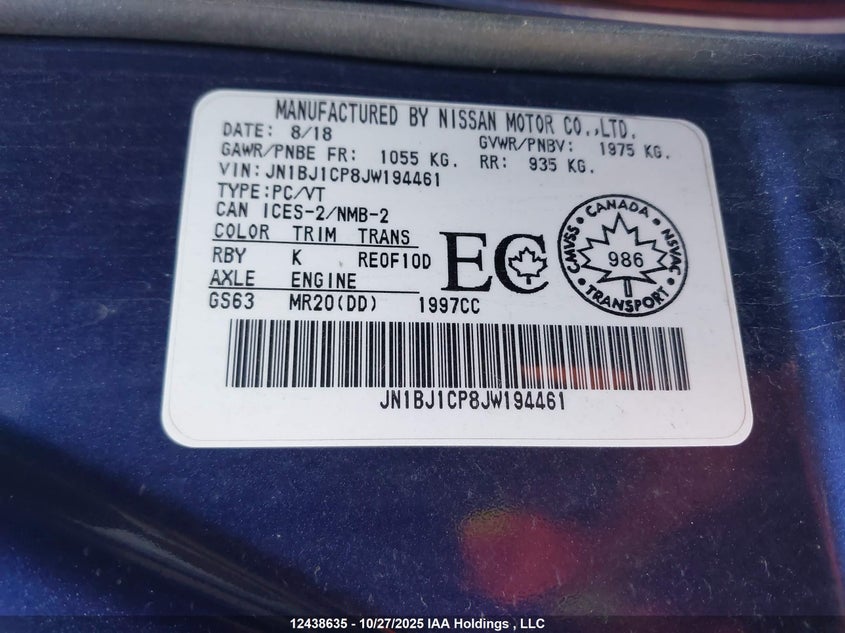 MANUFACTURED BY NISSAN MOTOR CO.,LTD.
DATE: 8/18 GVWR/PNBV: 1975 KG.
GAWR/PNBE FR: 1055 KG. RR: 935 KG.
VIN:JN1BJ1CP8JW194461
TYPE:PC/VT
CAN ICES-2/NMB-2
COLOR TRIM TRANS
RBY K RE0F10D
AXLE ENGINE
GS63 MR20(DD) 1997CC
EC
CANADA
CMVSS 986 NSVAC
TRANSPORT
JN1BJ1CP8JW194461
12438635 - 10/27/2025 IAA Holdings , LLC